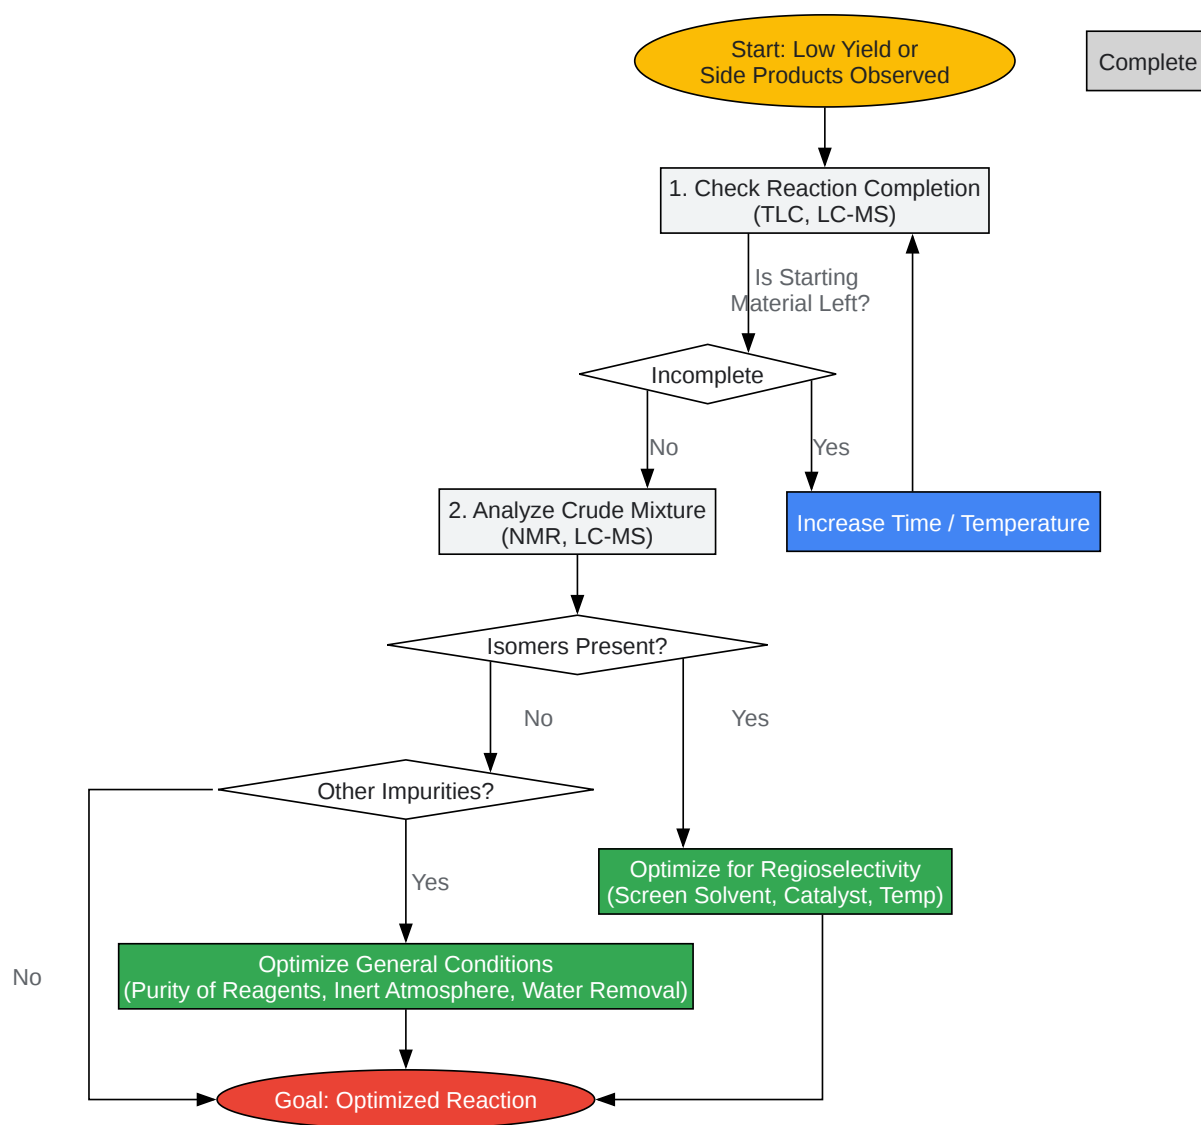 Start: Low Yield or
Side Products Observed
Complete
1. Check Reaction Completion
(TLC, LC-MS)
Is Starting
Material Left?
Incomplete
No
Yes
2. Analyze Crude Mixture
(NMR, LC-MS)
Increase Time / Temperature
Isomers Present?
No
Yes
Other Impurities?
Optimize for Regioselectivity
(Screen Solvent, Catalyst, Temp)
Yes
Optimize General Conditions
(Purity of Reagents, Inert Atmosphere, Water Removal)
No
Goal: Optimized Reaction